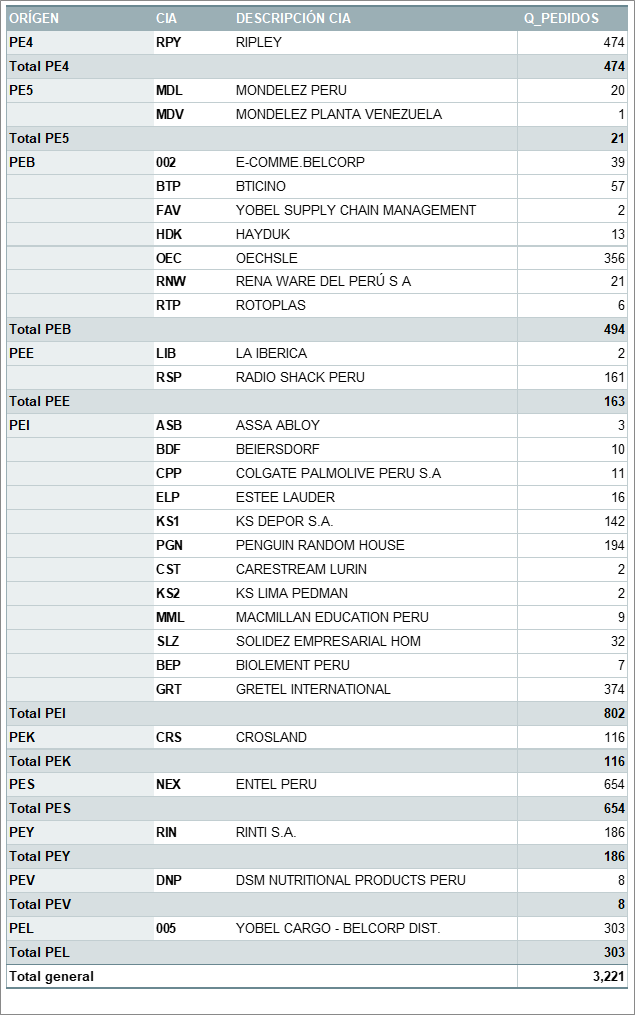 ORÍGEN CIA DESCRIPCIÓN CIA Q_PEDIDOS
PE4 RPY RIPLEY 474
Total PE4 474
PE5 MDL MONDELEZ PERU 20
MDV MONDELEZ PLANTA VENEZUELA 1
Total PE5 21
PEB 002 E-COMME.BELCORP 39
BTP BTICINO 57
FAV YOBEL SUPPLY CHAIN MANAGEMENT 2
HDK HAYDUK 13
OEC OECHSLE 356
RNW RENA WARE DEL PERÚ S A 21
RTP ROTOPLAS 6
Total PEB 494
PEE LIB LA IBERICA 2
RSP RADIO SHACK PERU 161
Total PEE 163
PEI ASB ASSA ABLOY 3
BDF BEIERSDORF 10
CPP COLGATE PALMOLIVE PERU S.A 11
ELP ESTEE LAUDER 16
KS1 KS DEPOR S.A. 142
PGN PENGUIN RANDOM HOUSE 194
CST CARESTREAM LURIN 2
KS2 KS LIMA PEDMAN 2
MML MACMILLAN EDUCATION PERU 9
SLZ SOLIDEZ EMPRESARIAL HOM 32
BEP BIOLEMENT PERU 7
GRT GRETEL INTERNATIONAL 374
Total PEI 802
PEK CRS CROSLAND 116
Total PEK 116
PES NEX ENTEL PERU 654
Total PES 654
PEY RIN RINTI S.A. 186
Total PEY 186
PEV DNP DSM NUTRITIONAL PRODUCTS PERU 8
Total PEV 8
PEL 005 YOBEL CARGO - BELCORP DIST. 303
Total PEL 303
Total general 3,221